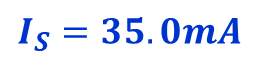 I_S = 35.0mA